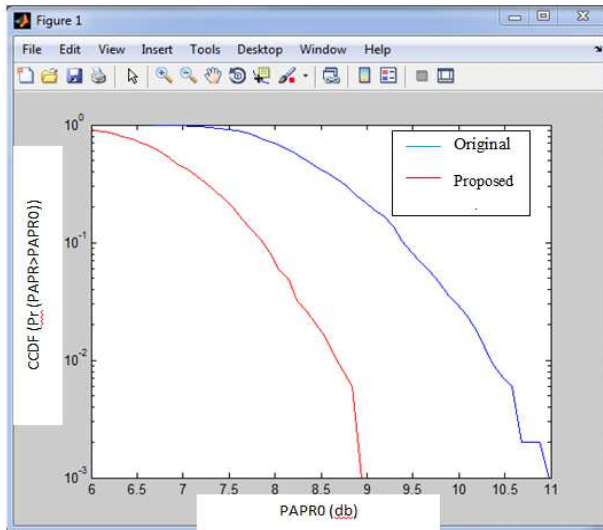 Figure 1
File Edit View Insert Tools Desktop Window Help
10^0
10^-1
10^-2
10^-3
CCDF (Pr (PAPR>PAPR0))
Original
Proposed
6 6.5 7 7.5 8 8.5 9 9.5 10 10.5 11
PAPR0 (db)